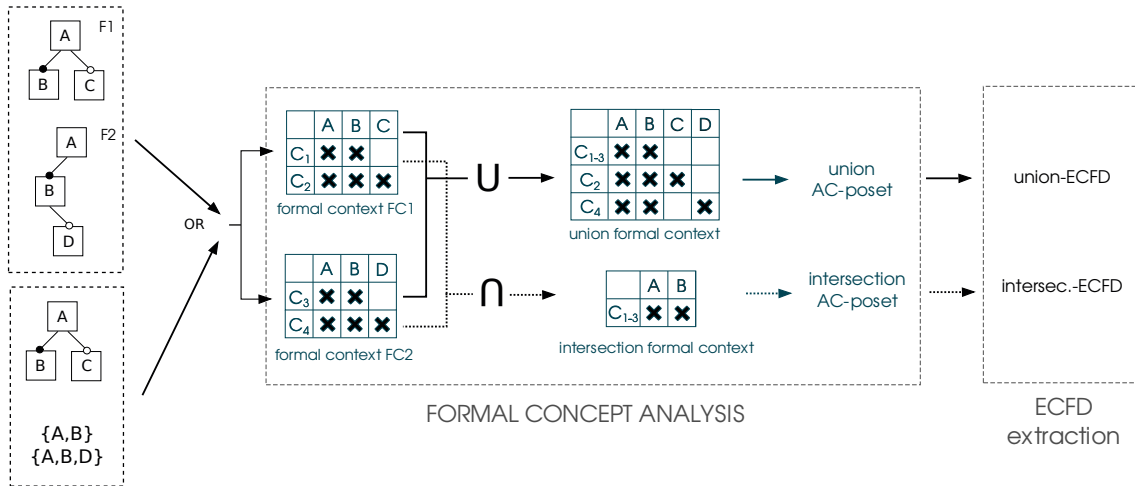 F1
A
B C
F2
A
B
D
A
B C
{A,B}
{A,B,D}
OR
A B C
C1 ✖ ✖
C2 ✖ ✖ ✖
formal context FC1
A B D
C3 ✖ ✖
C4 ✖ ✖ ✖
formal context FC2
∪
∩
A B C D
C1-3 ✖ ✖
C2 ✖ ✖ ✖
C4 ✖ ✖ ✖
union formal context
A B
C1-3 ✖ ✖
intersection formal context
union
AC-poset
intersection
AC-poset
FORMAL CONCEPT ANALYSIS
union-ECFD
intersec.-ECFD
ECFD
extraction